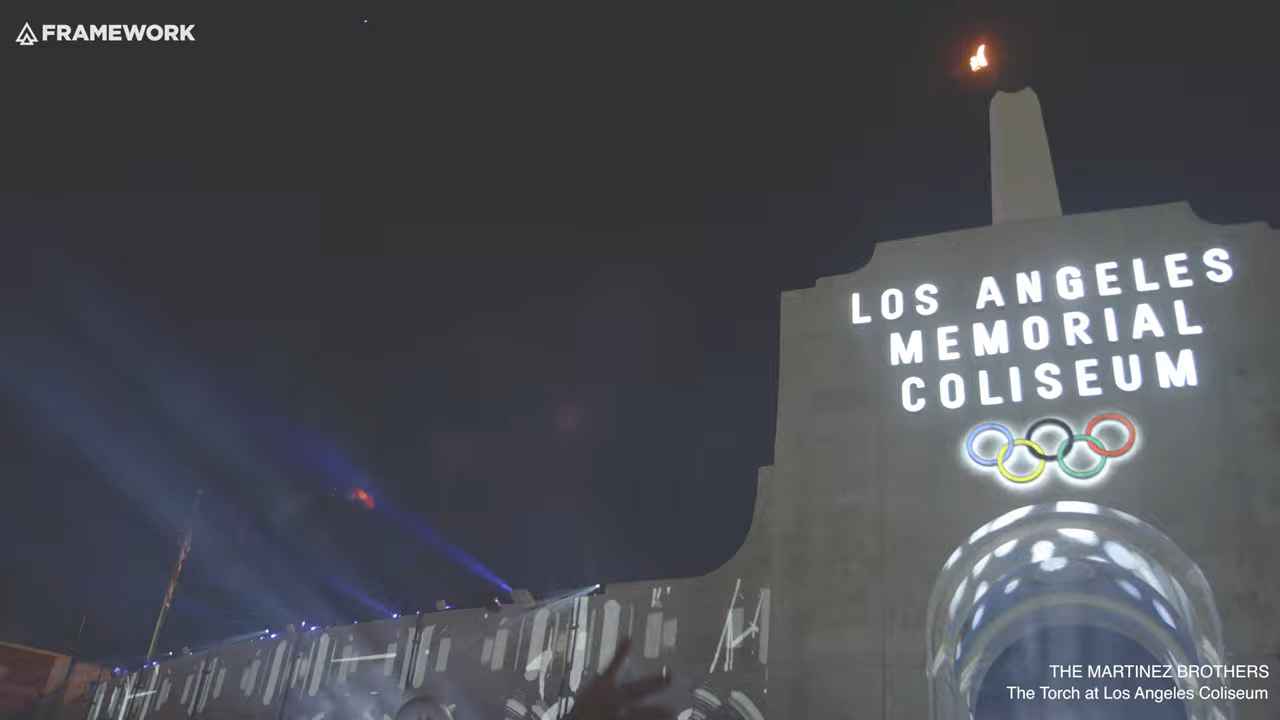 FRAMEWORK
LOS ANGELES
MEMORIAL
COLISEUM
THE MARTINEZ BROTHERS
The Torch at Los Angeles Coliseum